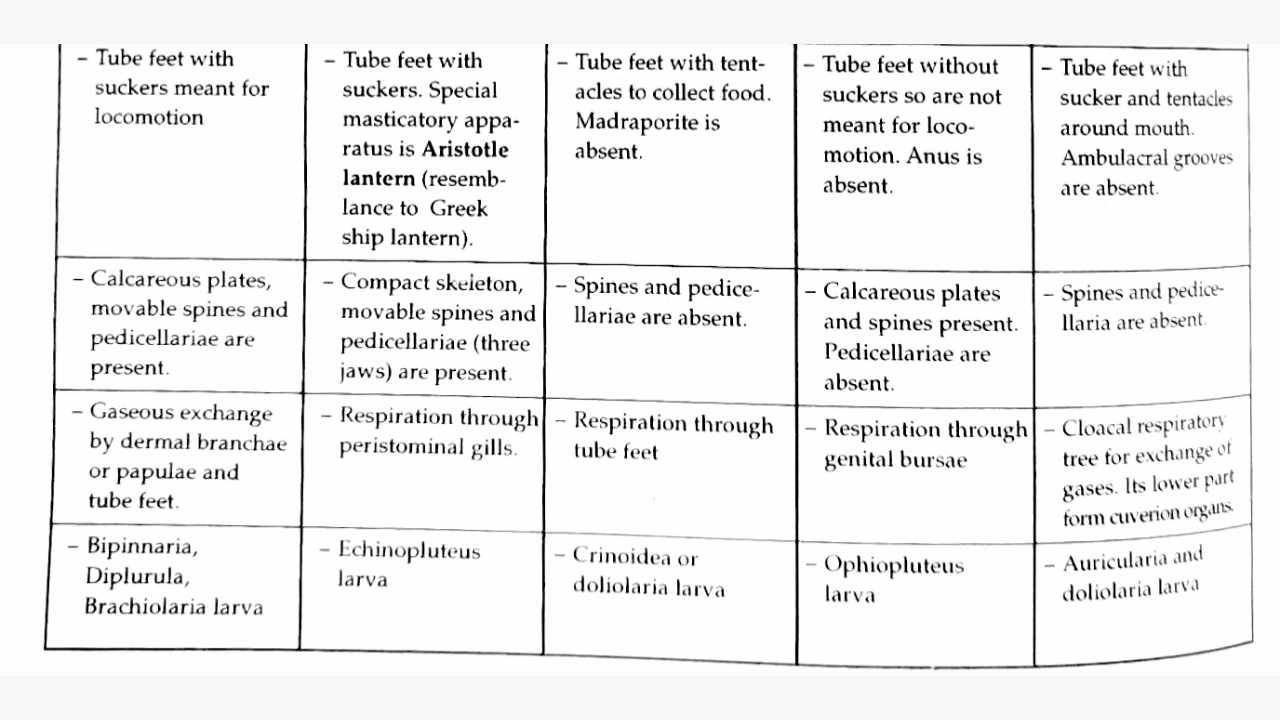 – Tube feet with
suckers meant for
locomotion
– Tube feet with
suckers. Special
masticatory appa-
ratus is Aristotle
lantern (resemb-
lance to Greek
ship lantern).
– Tube feet with tent-
acles to collect food.
Madraporite is
absent.
– Tube feet without
suckers so are not
meant for loco-
motion. Anus is
absent.
– Tube feet with
sucker and tentacles
around mouth.
Ambulacral grooves
are absent.
– Calcareous plates,
movable spines and
pedicellariae are
present.
– Compact skeleton,
movable spines and
pedicellariae (three
jaws) are present.
– Spines and pedice-
llariae are absent.
– Calcareous plates
and spines present.
Pedicellariae are
absent.
– Spines and pedice-
llaria are absent.
– Gaseous exchange
by dermal branchae
or papulae and
tube feet.
– Respiration through
peristominal gills.
– Respiration through
tube feet
– Respiration through
genital bursae
– Cloacal respiratory
tree for exchange of
gases. Its lower part
form cuverion organs.
– Bipinnaria,
Diplurula,
Brachiolaria larva
– Echinopluteus
larva
– Crinoidea or
doliolaria larva
– Ophiopluteus
larva
– Auricularia and
doliolaria larva